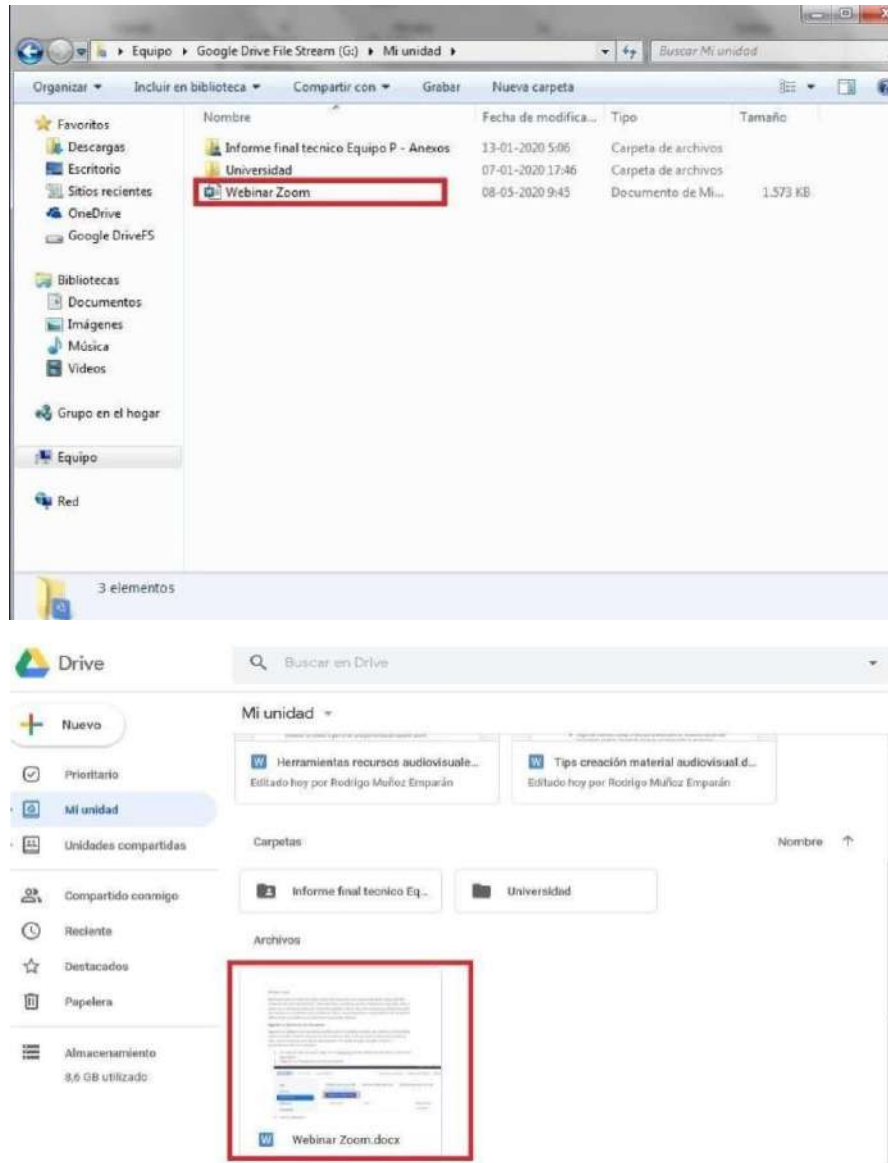 Equipo ▸ Google Drive File Stream (G:) ▸ Mi unidad ▸
Buscar Mi unidad
Organizar
Incluir en biblioteca
Compartir con
Grabar
Nueva carpeta
Favoritos
Descargas
Escritorio
Sitios recientes
OneDrive
Google DriveFS
Bibliotecas
Documentos
Imágenes
Música
Vídeos
Grupo en el hogar
Equipo
Red
Nombre Fecha de modifica... Tipo Tamaño
Informe final tecnico Equipo P - Anexos 13-01-2020 5:06 Carpeta de archivos
Universidad 07-01-2020 17:46 Carpeta de archivos
Webinar Zoom 08-05-2020 9:45 Documento de Mi... 1.573 KB
3 elementos
Drive
Buscar en Drive
Nuevo
Prioritario
Mi unidad
Unidades compartidas
Compartido conmigo
Reciente
Destacados
Papelera
Almacenamiento
8,6 GB utilizado
Mi unidad
Herramientas recursos audiovisuale...
Editado hoy por Rodrigo Muñoz Emparán
Tips creación material audiovisual d...
Editado hoy por Rodrigo Muñoz Emparán
Carpetas
Nombre
Informe final tecnico Eq...
Universidad
Archivos
Webinar Zoom.docx